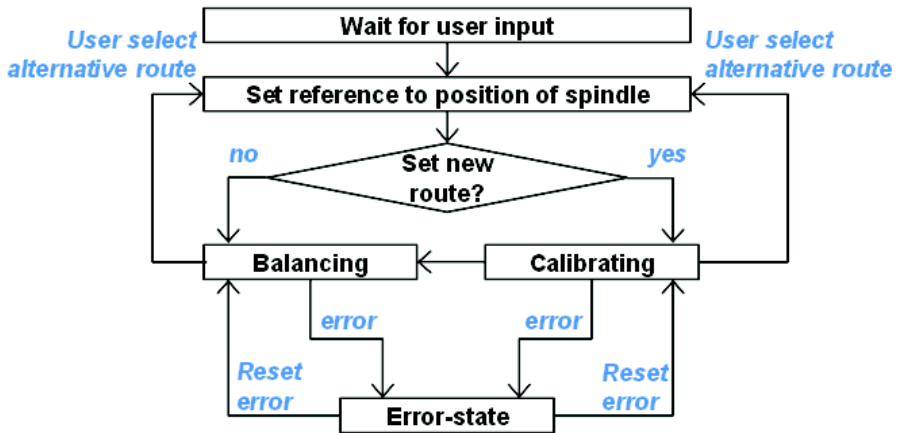 Wait for user input
User select
alternative route
User select
alternative route
Set reference to position of spindle
no
Set new
route?
yes
Balancing
Calibrating
error
error
Reset
error
Reset
error
Error-state